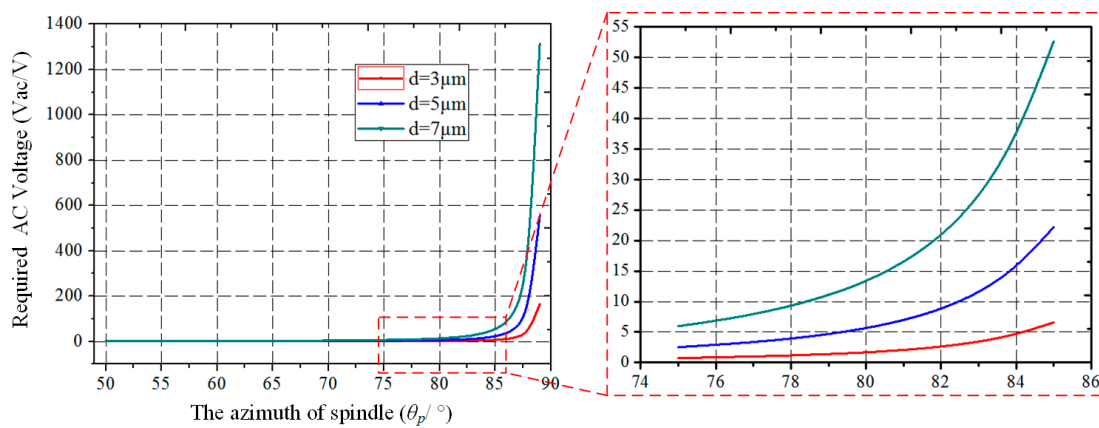 Required AC Voltage (Vac/V)
1400
1200
1000
800
600
400
200
0
d=3μm
d=5μm
d=7μm
50 55 60 65 70 75 80 85 90
The azimuth of spindle (θp/ °)
55
50
45
40
35
30
25
20
15
10
5
0
74 76 78 80 82 84 86